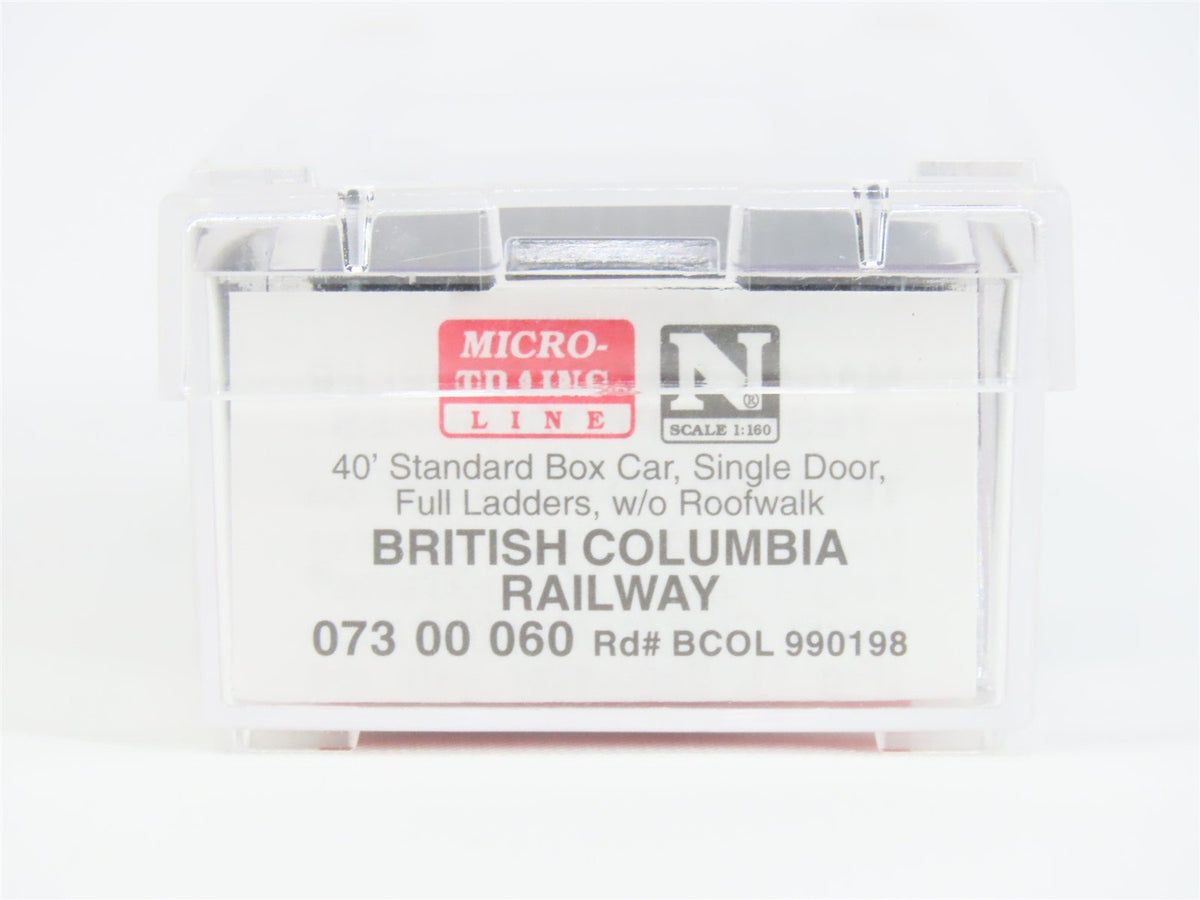 MICRO-
TRAINS
LINE
N®
SCALE 1:160
40' Standard Box Car, Single Door,
Full Ladders, w/o Roofwalk
BRITISH COLUMBIA
RAILWAY
073 00 060 Rd# BCOL 990198